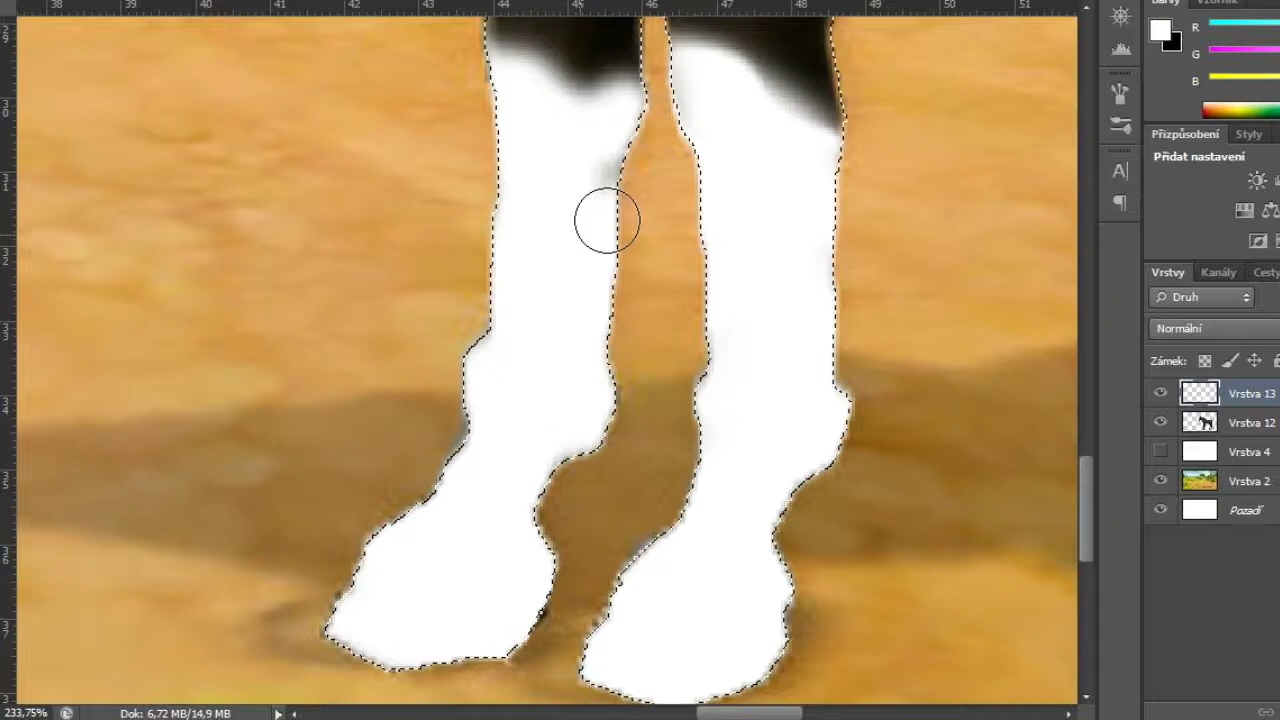 38 39 40 41 42 43 44 45 46 47 48 49 50 51
Barvy Vzorník
R
G
B
Přizpůsobení Styly
Přidat nastavení
Vrstvy Kanály Cesty
Druh
Normální
Zámek:
Vrstva 13
Vrstva 12
Vrstva 4
Vrstva 2
Pozadí
233,75% Dok: 6,72 MB/14,9 MB